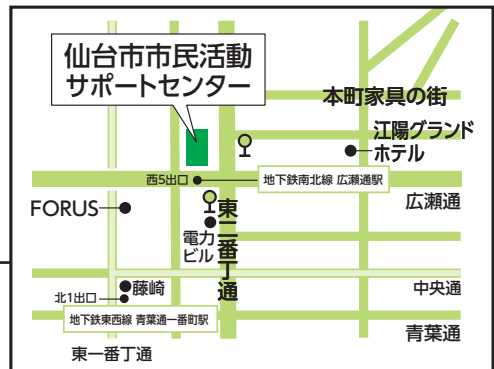 仙台市市民活動
サポートセンター
本町家具の街
江陽グランド
ホテル
西5出口
地下鉄南北線 広瀬通駅
広瀬通
FORUS
東二番丁通
電力
ビル
藤崎
北1出口
中央通
地下鉄東西線 青葉通一番町駅
青葉通
東一番丁通